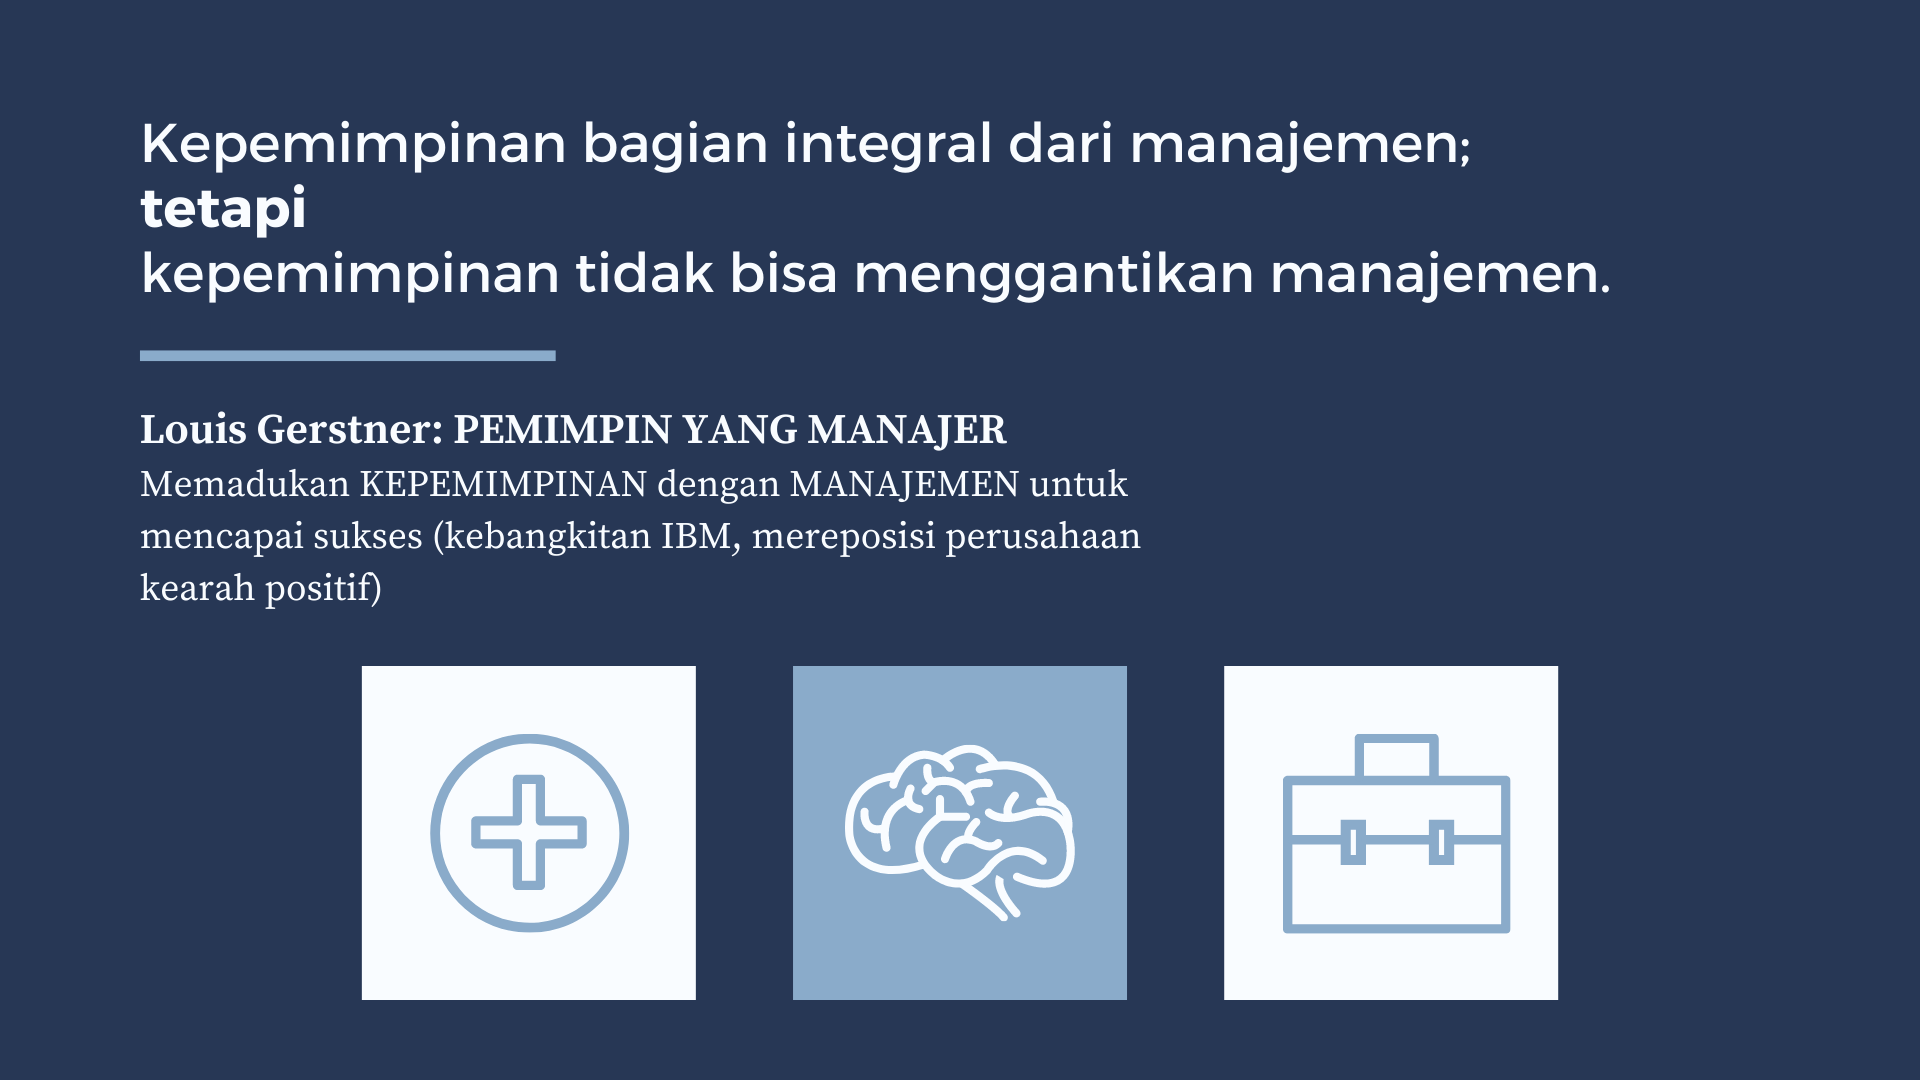 Kepemimpinan bagian integral dari manajemen;
tetapi
kepemimpinan tidak bisa menggantikan manajemen.
Louis Gerstner: PEMIMPIN YANG MANAJER
Memadukan KEPEMIMPINAN dengan MANAJEMEN untuk
mencapai sukses (kebangkitan IBM, mereposisi perusahaan
kearah positif)